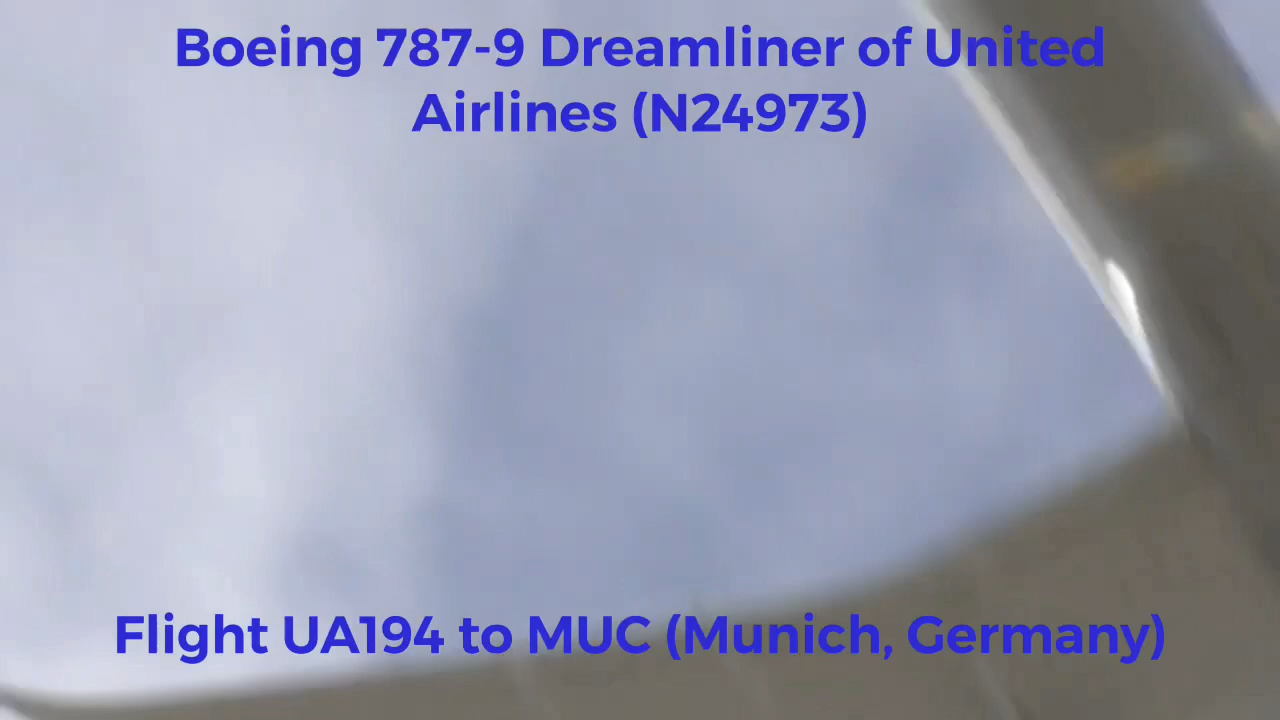 Boeing 787-9 Dreamliner of United
Airlines (N24973)
Flight UA194 to MUC (Munich, Germany)